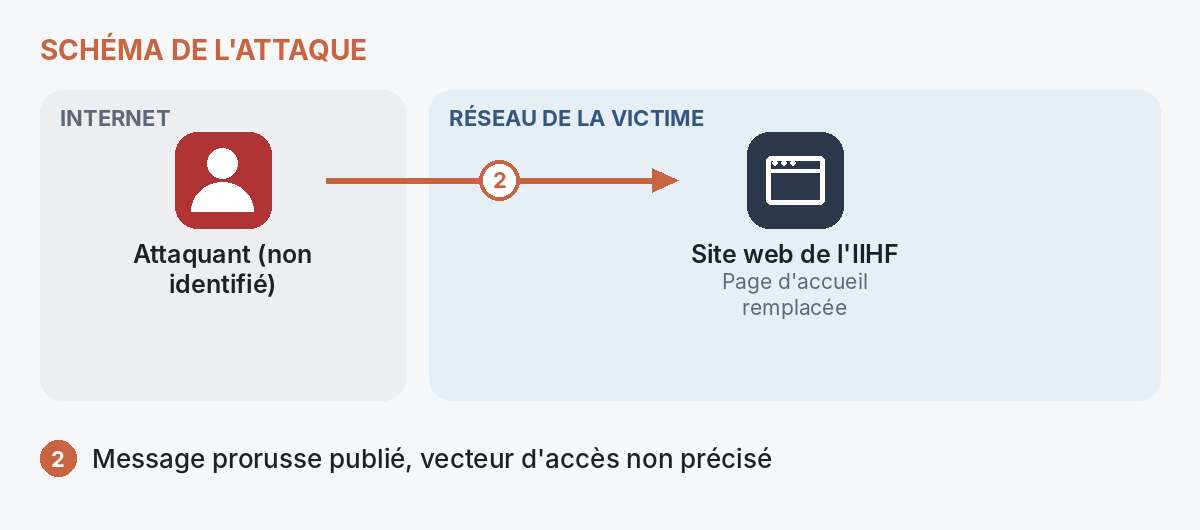 SCHÉMA DE L'ATTAQUE
INTERNET
RÉSEAU DE LA VICTIME
2
Attaquant (non
identifié)
Site web de l'IIHF
Page d'accueil
remplacée
2 Message prorusse publié, vecteur d'accès non précisé